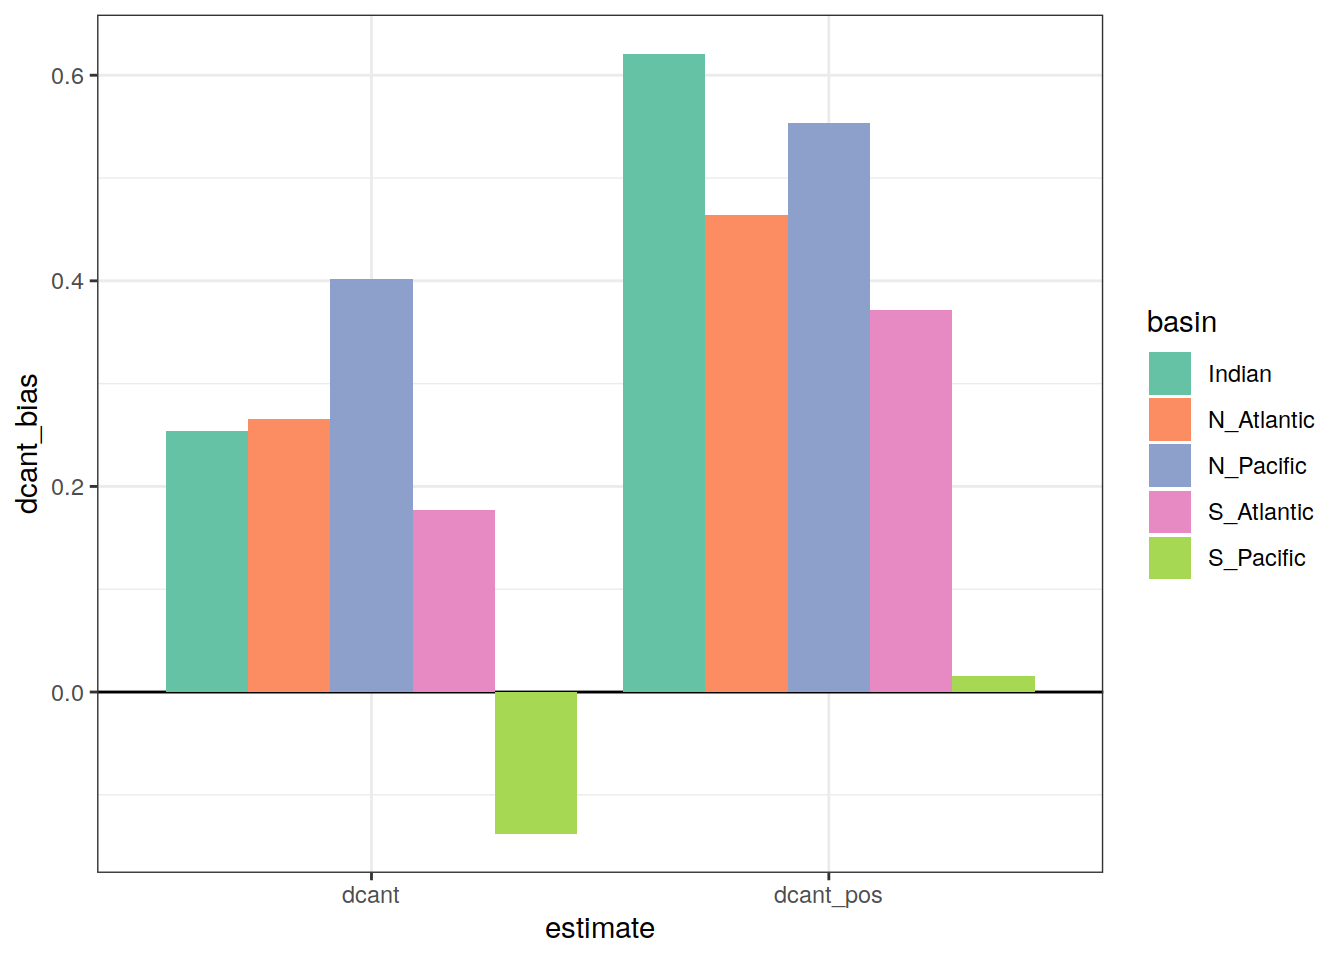 0.6
0.4
0.2
0.0
dcant_bias
dcant
dcant_pos
estimate
basin
Indian
N_Atlantic
N_Pacific
S_Atlantic
S_Pacific